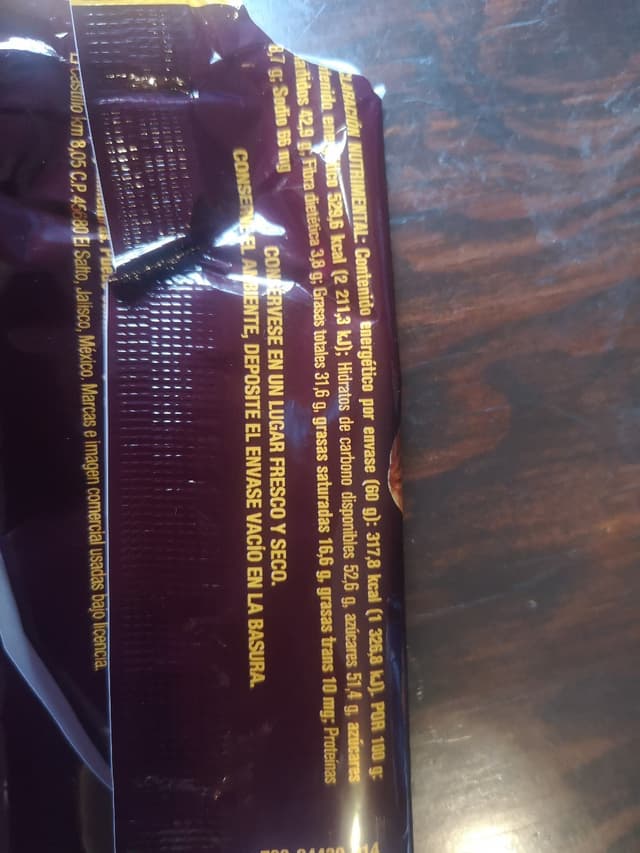 NUTRIMENTAL: Contenido energético por envase (60 g): 317,8 kcal (1 326,8 kJ). POR 100 g:
529,6 kcal (2 211,3 kJ); Hidratos de carbono disponibles 52,6 g, azúcares 51,4 g, azúcares
42,9 g; Fibra dietética 3,8 g; Grasas totales 31,6 g, grasas saturadas 16,6 g, grasas trans 10 mg; Proteínas
8,7 g; Sodio 66 mg
CONSÉRVESE EN UN LUGAR FRESCO Y SECO.
CONSERVE EL AMBIENTE, DEPOSITE EL ENVASE VACÍO EN LA BASURA.
El Castillo km 8,05 C.P. 45680 El Salto, Jalisco, México. Marcas e imagen comercial usadas bajo licencia.